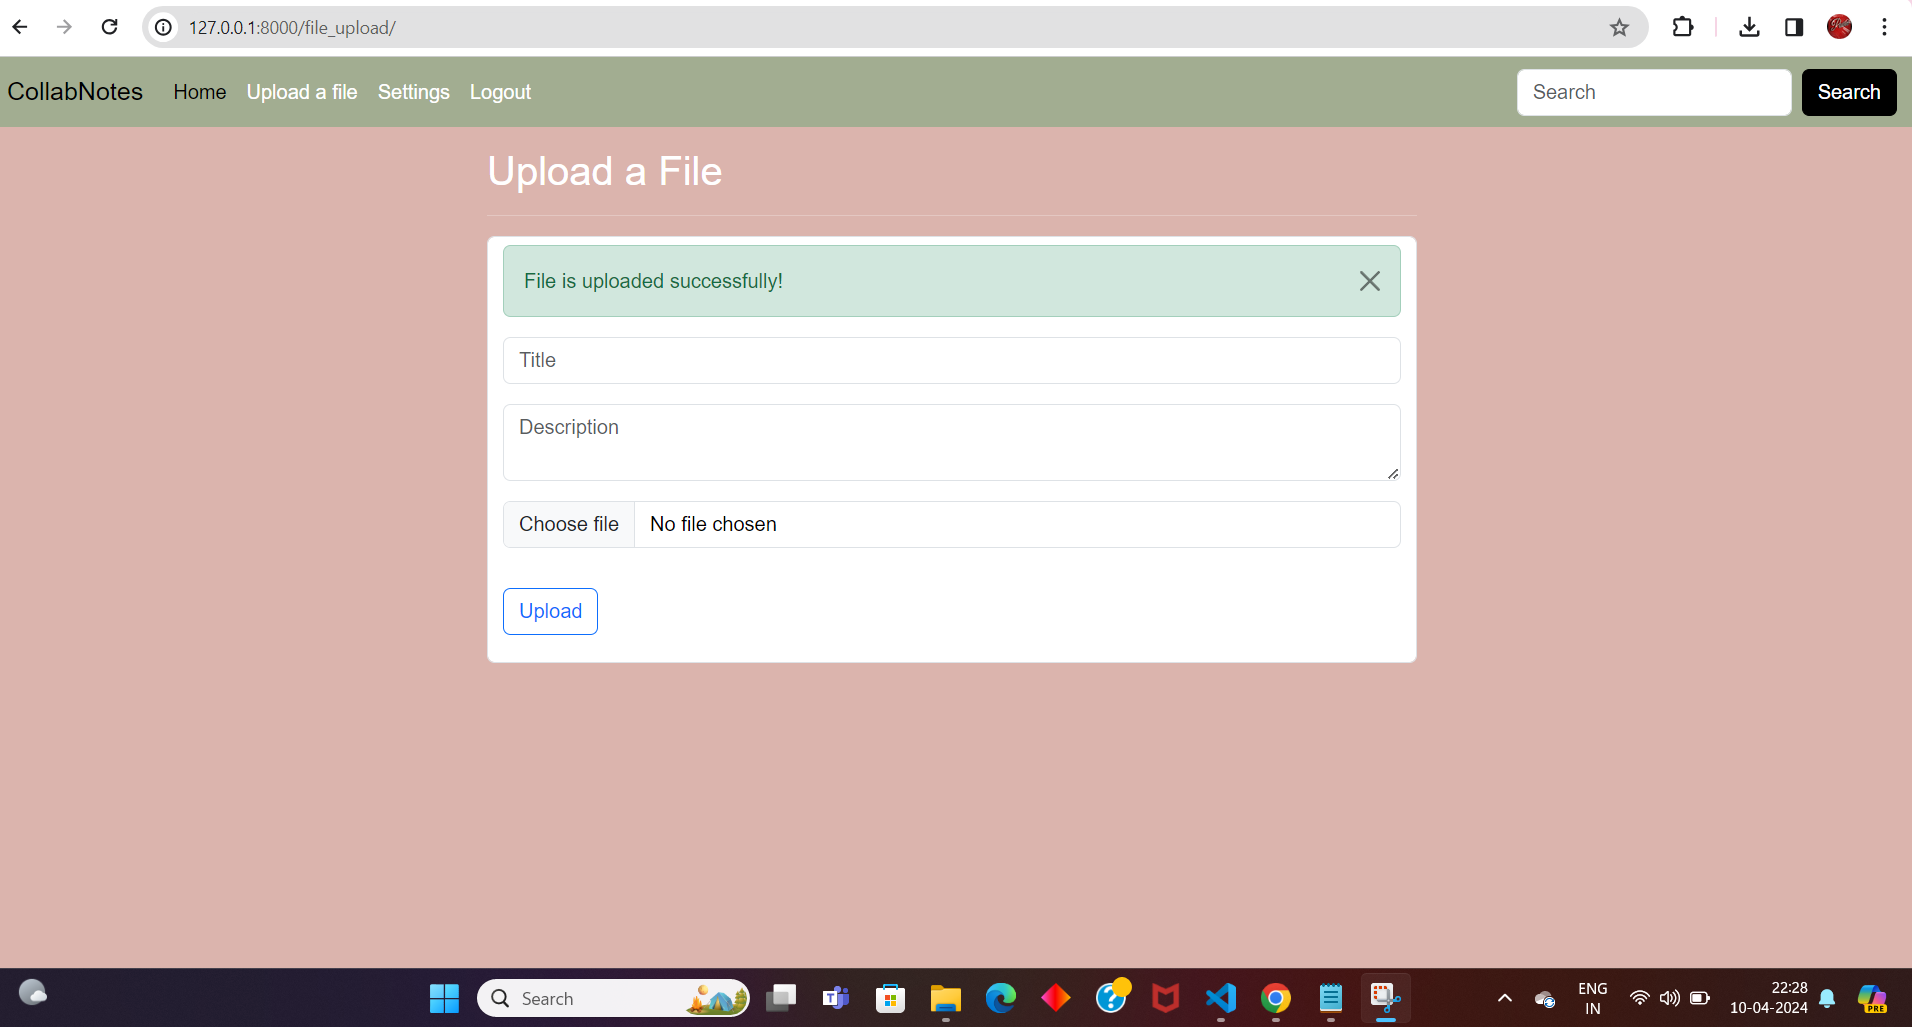 127.0.0.1:8000/file_upload/
CollabNotes Home Upload a file Settings Logout Search Search
Upload a File
File is uploaded successfully!
Title
Description
Choose file No file chosen
Upload
Search
ENG
IN
22:28
10-04-2024
PRE